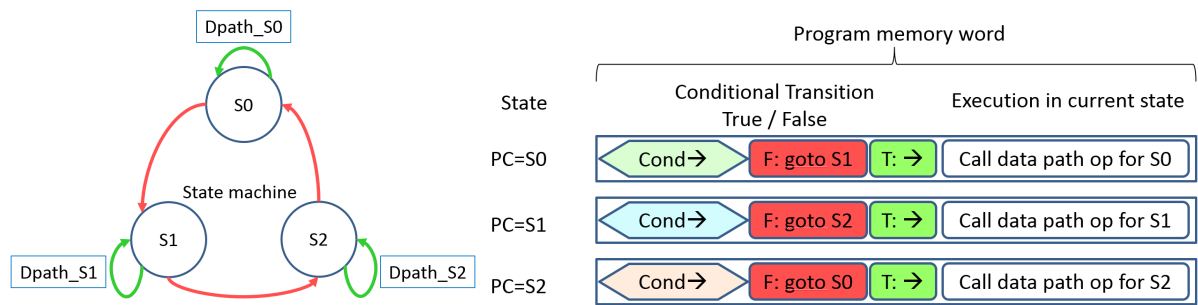 Dpath_S0
S0
State machine
S1
S2
Dpath_S1
Dpath_S2
Program memory word
State
Conditional Transition
True / False
Execution in current state
PC=S0
Cond→
F: goto S1
T: →
Call data path op for S0
PC=S1
Cond→
F: goto S2
T: →
Call data path op for S1
PC=S2
Cond→
F: goto S0
T: →
Call data path op for S2